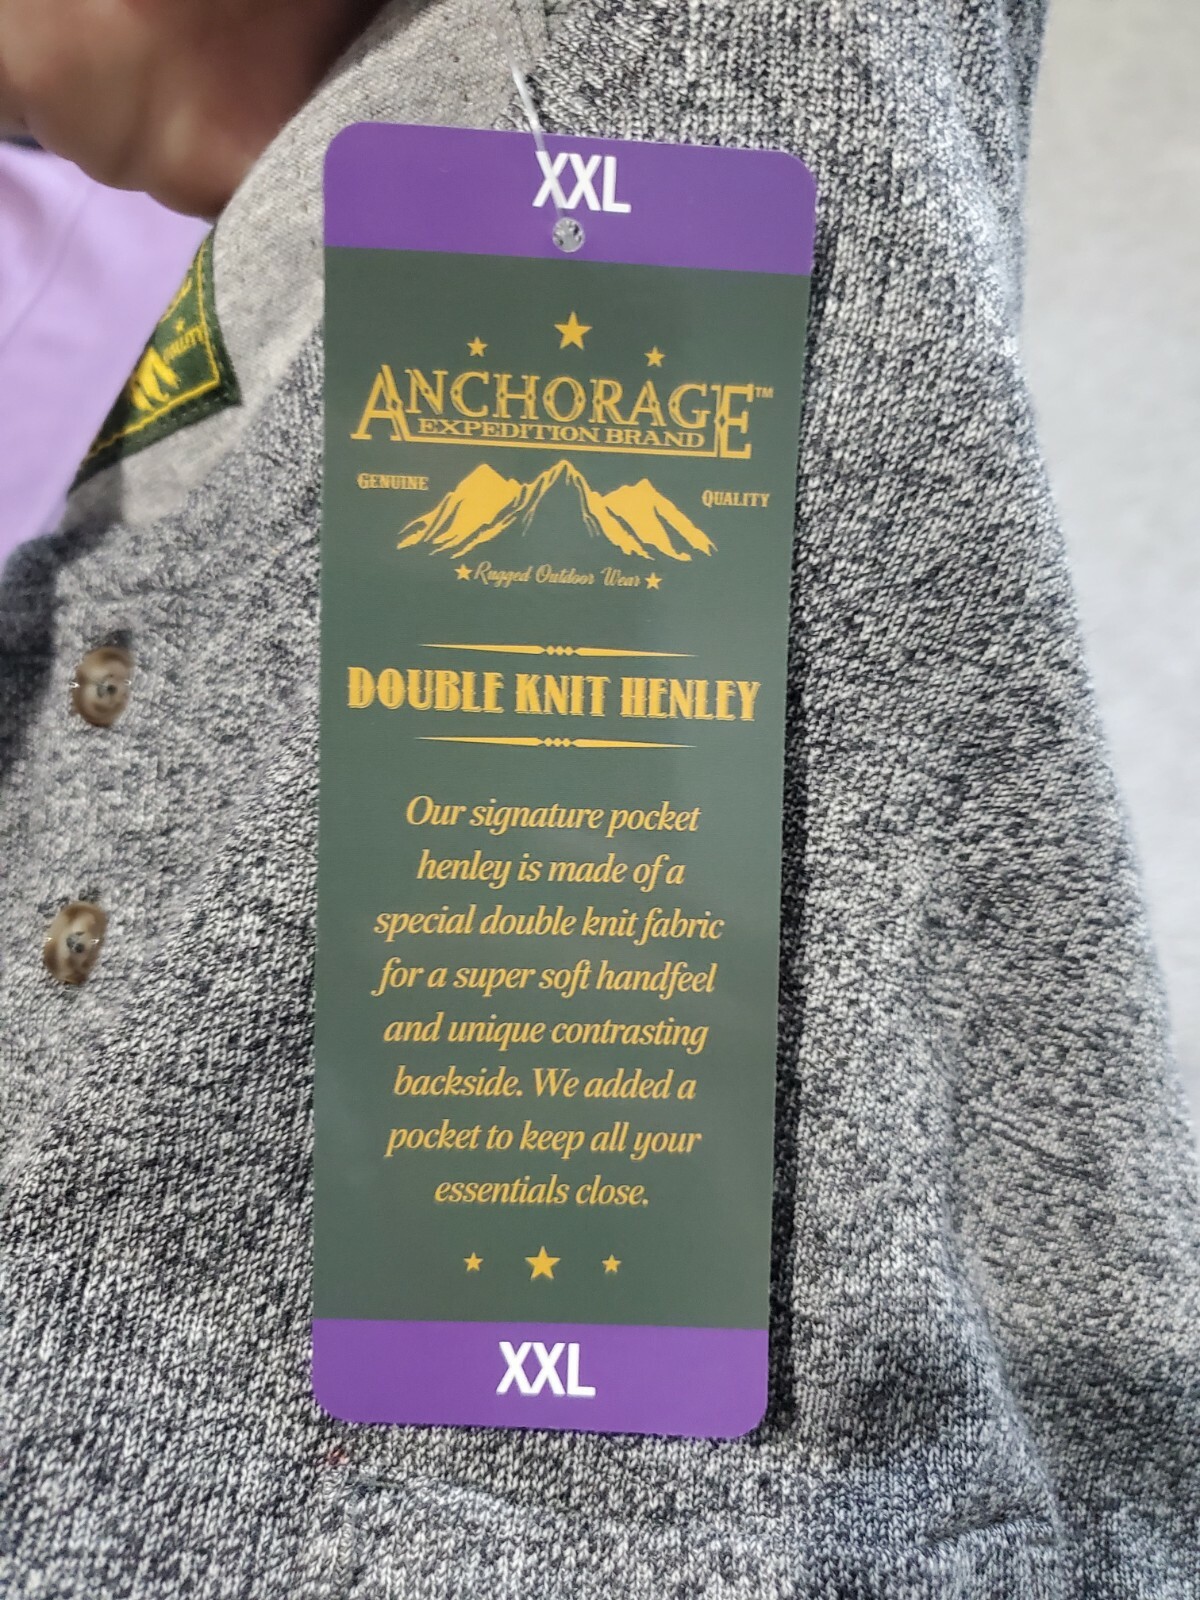 XXL
ANCHORAGE™
EXPEDITION BRAND
GENUINE
QUALITY
Rugged Outdoor Wear
DOUBLE KNIT HENLEY
Our signature pocket
henley is made of a
special double knit fabric
for a super soft handfeel
and unique contrasting
backside. We added a
pocket to keep all your
essentials close.
XXL